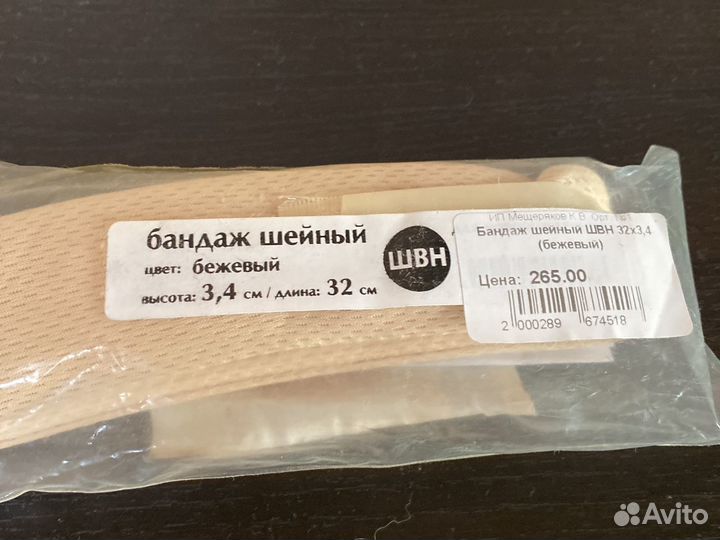 бандаж шейный
цвет: бежевый
высота: 3,4 см / длина: 32 см
ШВН
ИП Мещеряков К.В. Орт. №1
Бандаж шейный ШВН 32х3,4
(бежевый)
Цена: 265.00
2 000289 674518
Avito